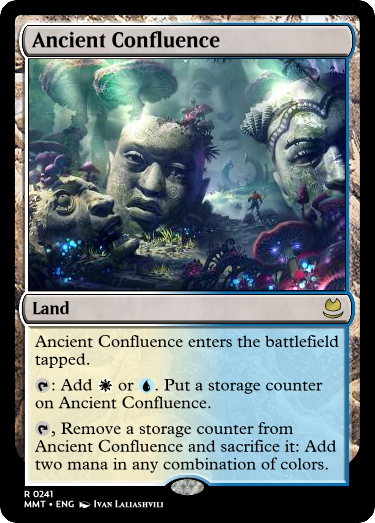 Ancient Confluence
Land
Ancient Confluence enters the battlefield
tapped.
: Add or . Put a storage counter
on Ancient Confluence.
, Remove a storage counter from
Ancient Confluence and sacrifice it: Add
two mana in any combination of colors.
R 0241
MMT • ENG Ivan Laliashvili